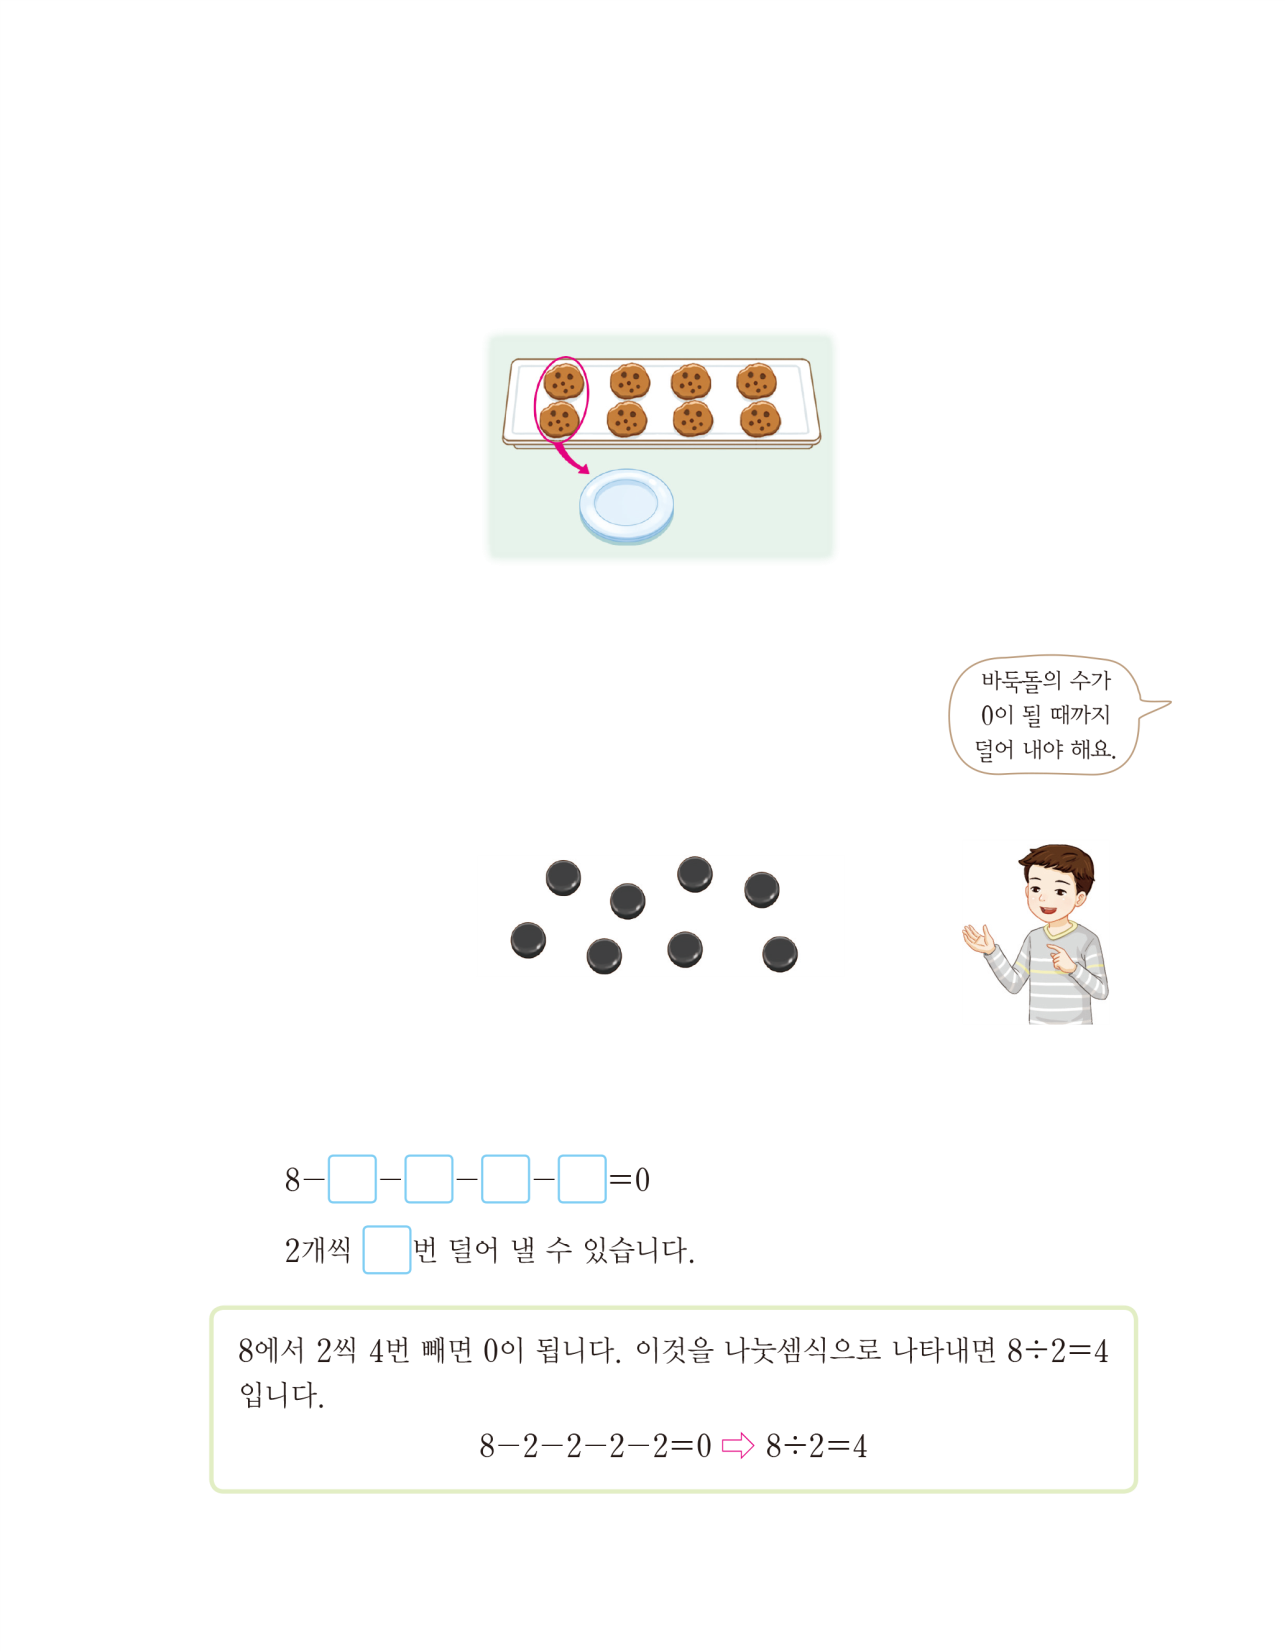 바둑돌의 수가
0이 될 때까지
덜어 내야 해요.
8－□－□－□－□＝0
2개씩 □번 덜어 낼 수 있습니다.
8에서 2씩 4번 빼면 0이 됩니다. 이것을 나눗셈식으로 나타내면 8÷2＝4
입니다.
8－2－2－2－2＝0 ⇨ 8÷2＝4